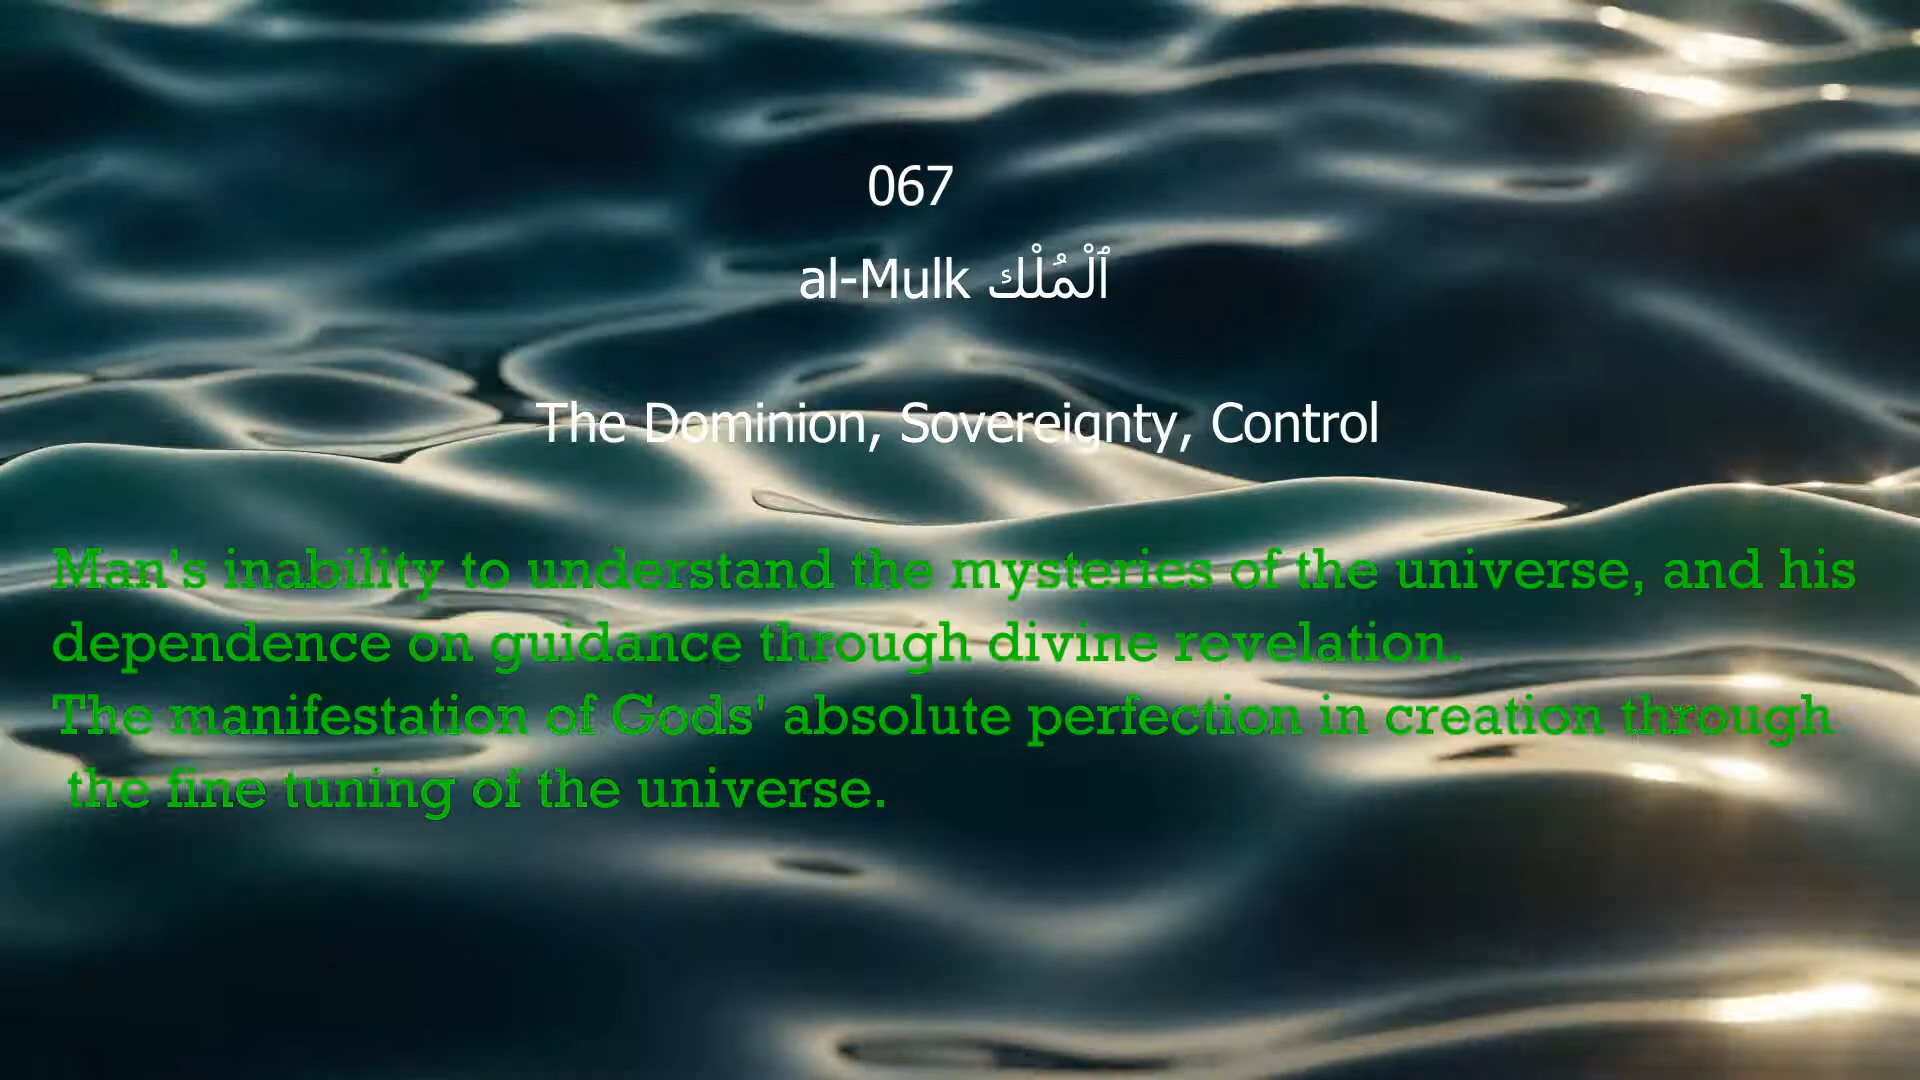 067
al-Mulk ٱلْمُلْك
The Dominion, Sovereignty, Control
Man's inability to understand the mysteries of the universe, and his
dependence on guidance through divine revelation.
The manifestation of Gods' absolute perfection in creation through
the fine tuning of the universe.